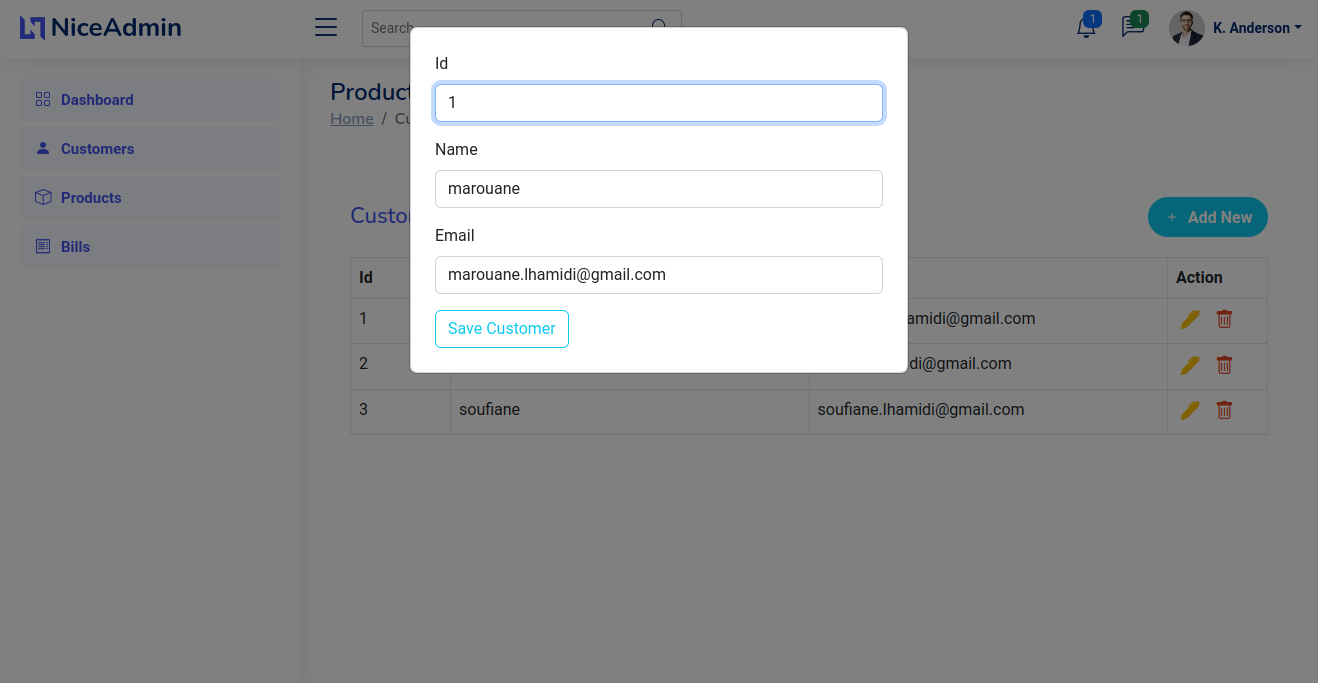 NiceAdmin
Search
1
1
K. Anderson
Dashboard
Customers
Products
Bills
Product
Home / Cu
Id
1
Name
marouane
Email
marouane.lhamidi@gmail.com
Save Customer
Custo
+ Add New
Id Action
1 amidi@gmail.com
2 di@gmail.com
3 soufiane soufiane.lhamidi@gmail.com